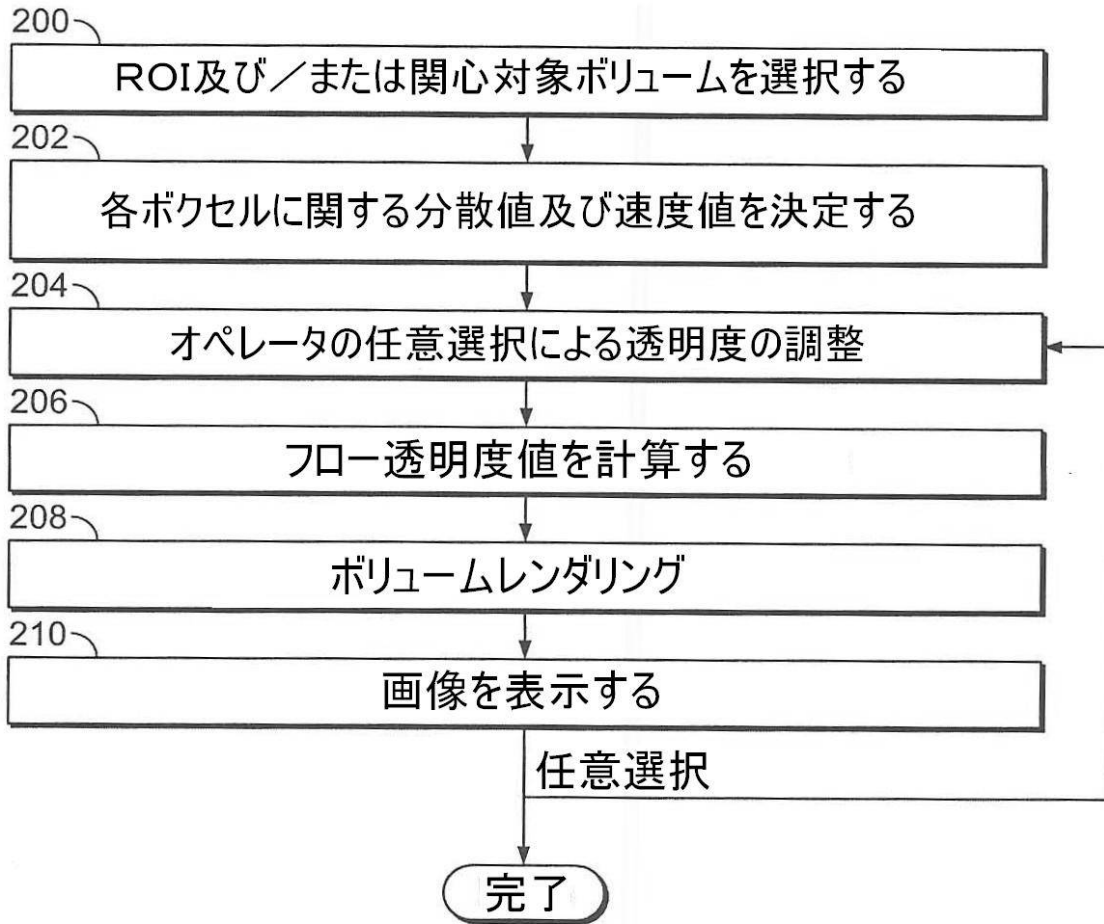 200
ROI及び／または関心対象ボリュームを選択する
202
各ボクセルに関する分散値及び速度値を決定する
204
オペレータの任意選択による透明度の調整
206
フロー透明度値を計算する
208
ボリュームレンダリング
210
画像を表示する
任意選択
完了